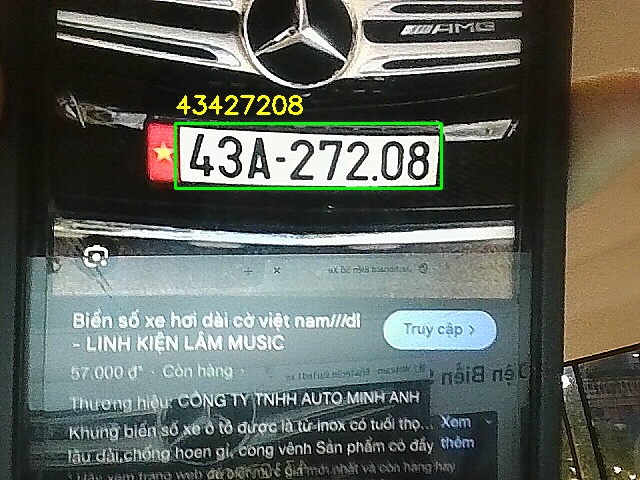 AMG
43427208
43A-272.08
Biển số xe hơi dài cờ việt nam///dl
- LINH KIỆN LÂM MUSIC
Truy cập >
57.000 đ* · Còn hàng
Thương hiệu: CÔNG TY TNHH AUTO MINH ANH
Khung biển số xe ô tô được là từ inox có tuổi thọ... Xem thêm
lâu dài,chống hoen gỉ, cong vênh Sản phẩm có đầy